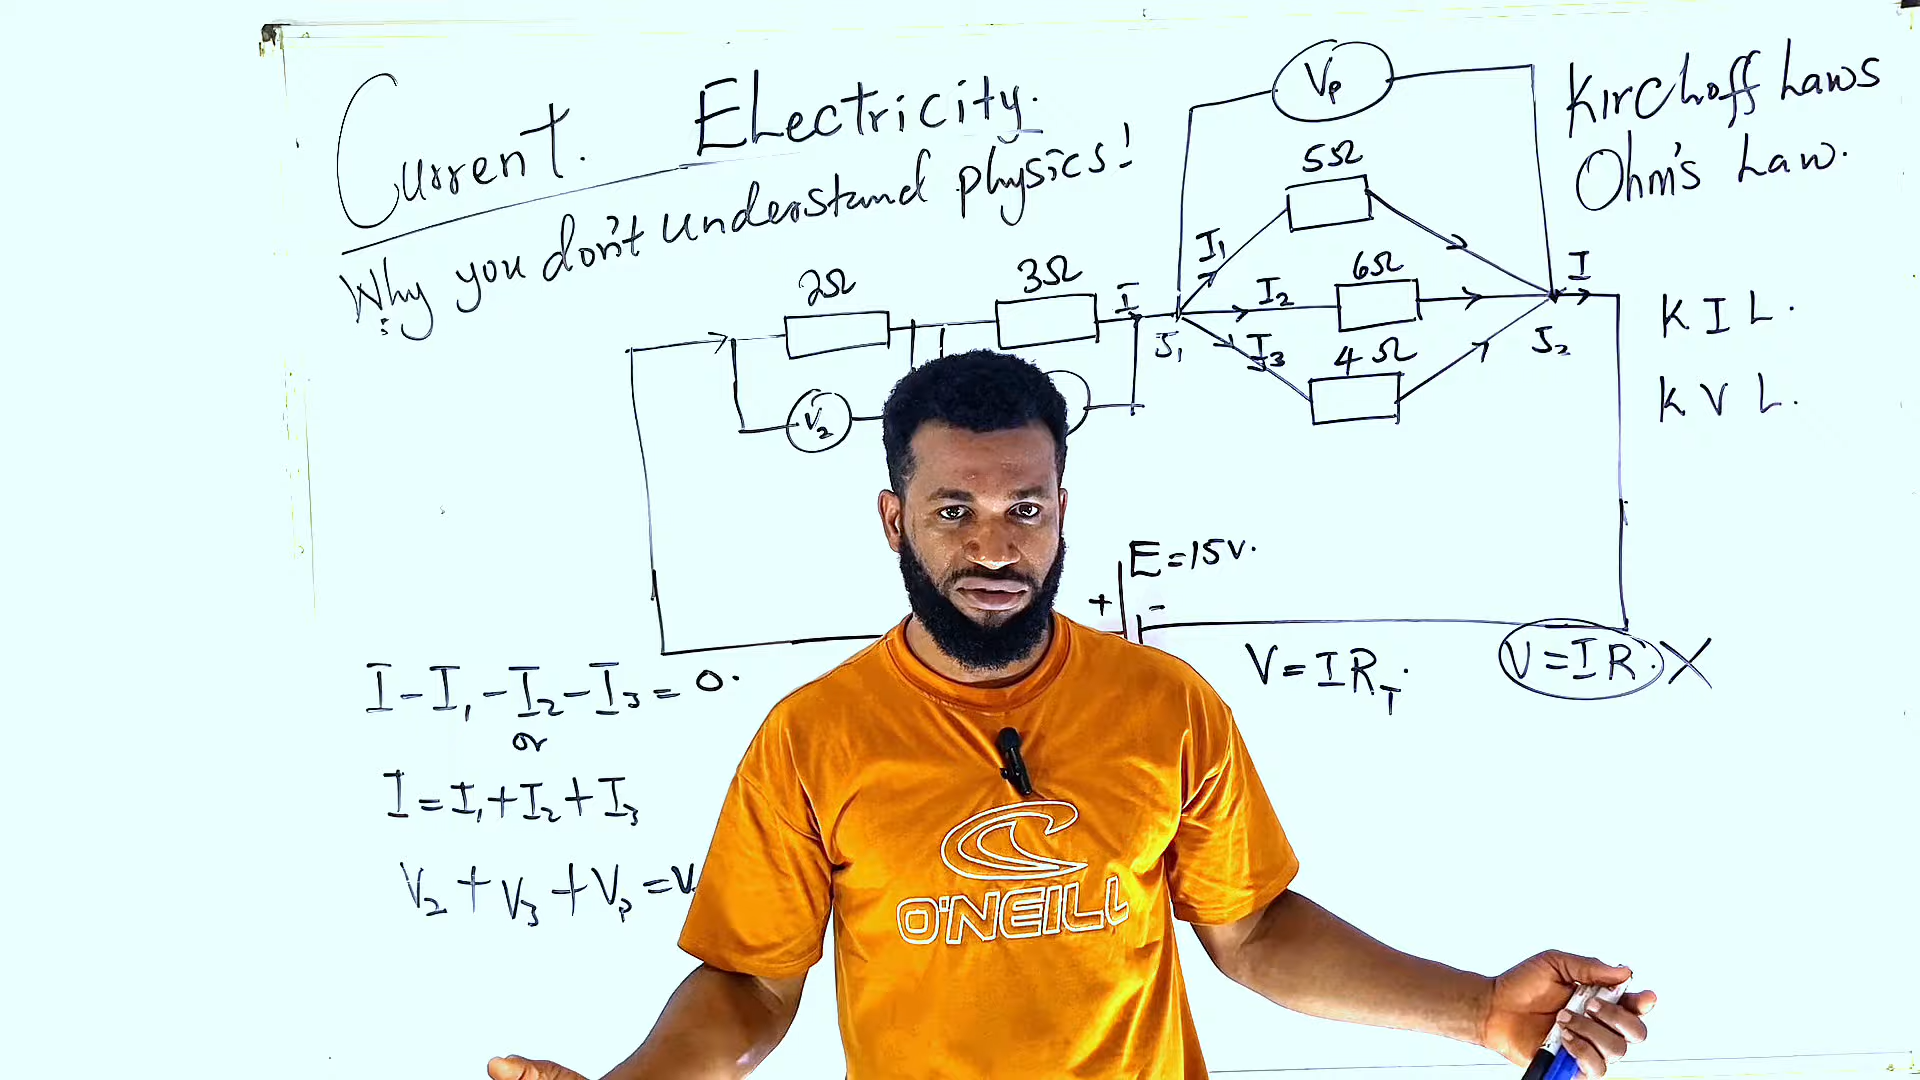 Current. Electricity.
Why you don't understand physics!
Kirchoff Laws
Ohm's Law.
KIL.
KVL.
Vp
5Ω
I₁
6Ω
I₂
I
2Ω
3Ω
I
J₁
I₃
4Ω
J₂
V₂
E=15V.
+
-
V=IR_T.
V=IR. X
I-I₁-I₂-I₃=0.
or
I=I₁+I₂+I₃
V₂+V₃+Vp=V
O'NEILL